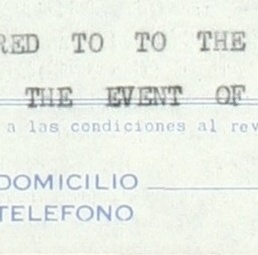 RED TO TO THE
THE EVENT OF
a las condiciones al rev
DOMICILIO
TELEFONO